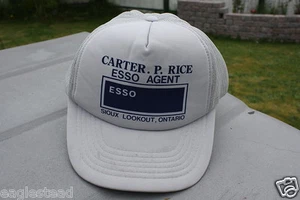 CARTER. P. RICE
ESSO AGENT
ESSO
SIOUX LOOKOUT, ONTARIO
eaglestead